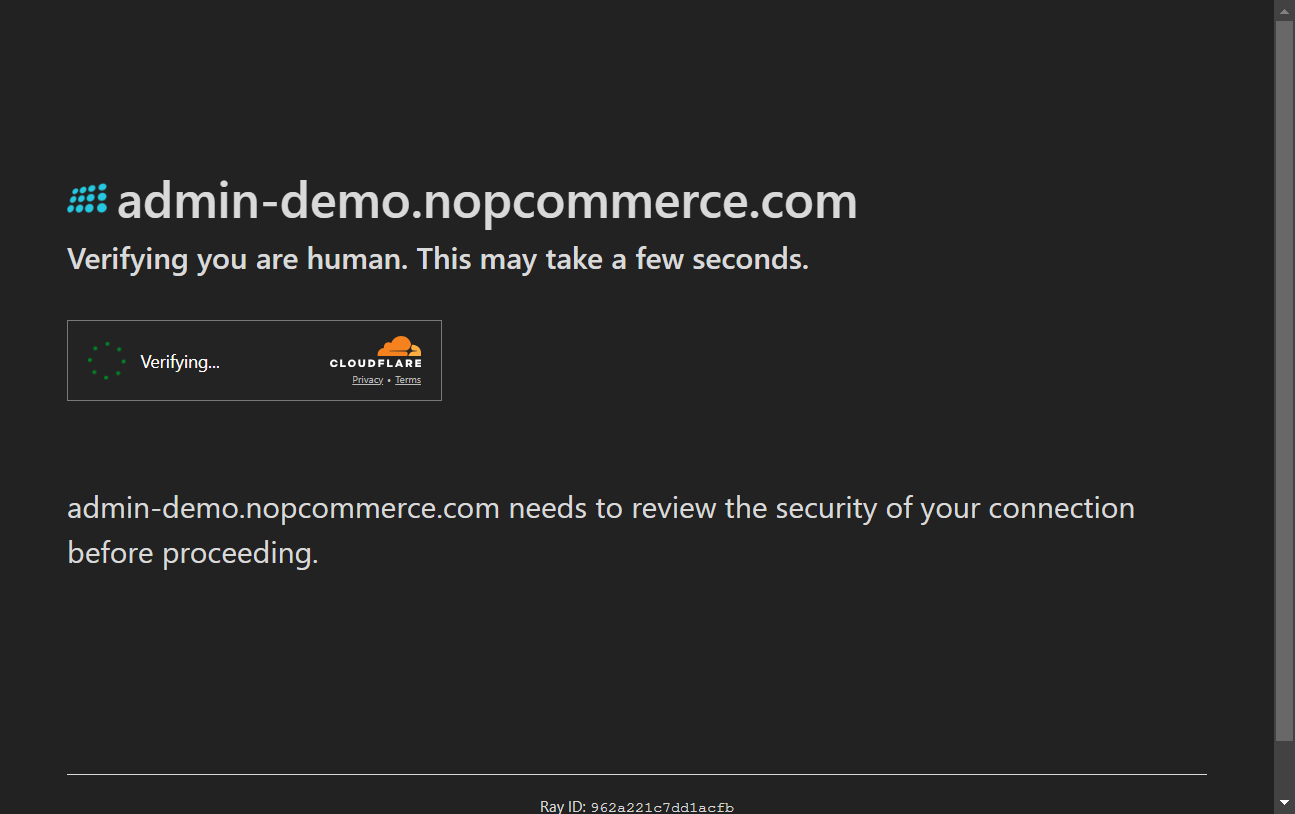 admin-demo.nopcommerce.com
Verifying you are human. This may take a few seconds.
Verifying...
CLOUDFLARE
Privacy • Terms
admin-demo.nopcommerce.com needs to review the security of your connection
before proceeding.
Ray ID: 962a221c7dd1acfb